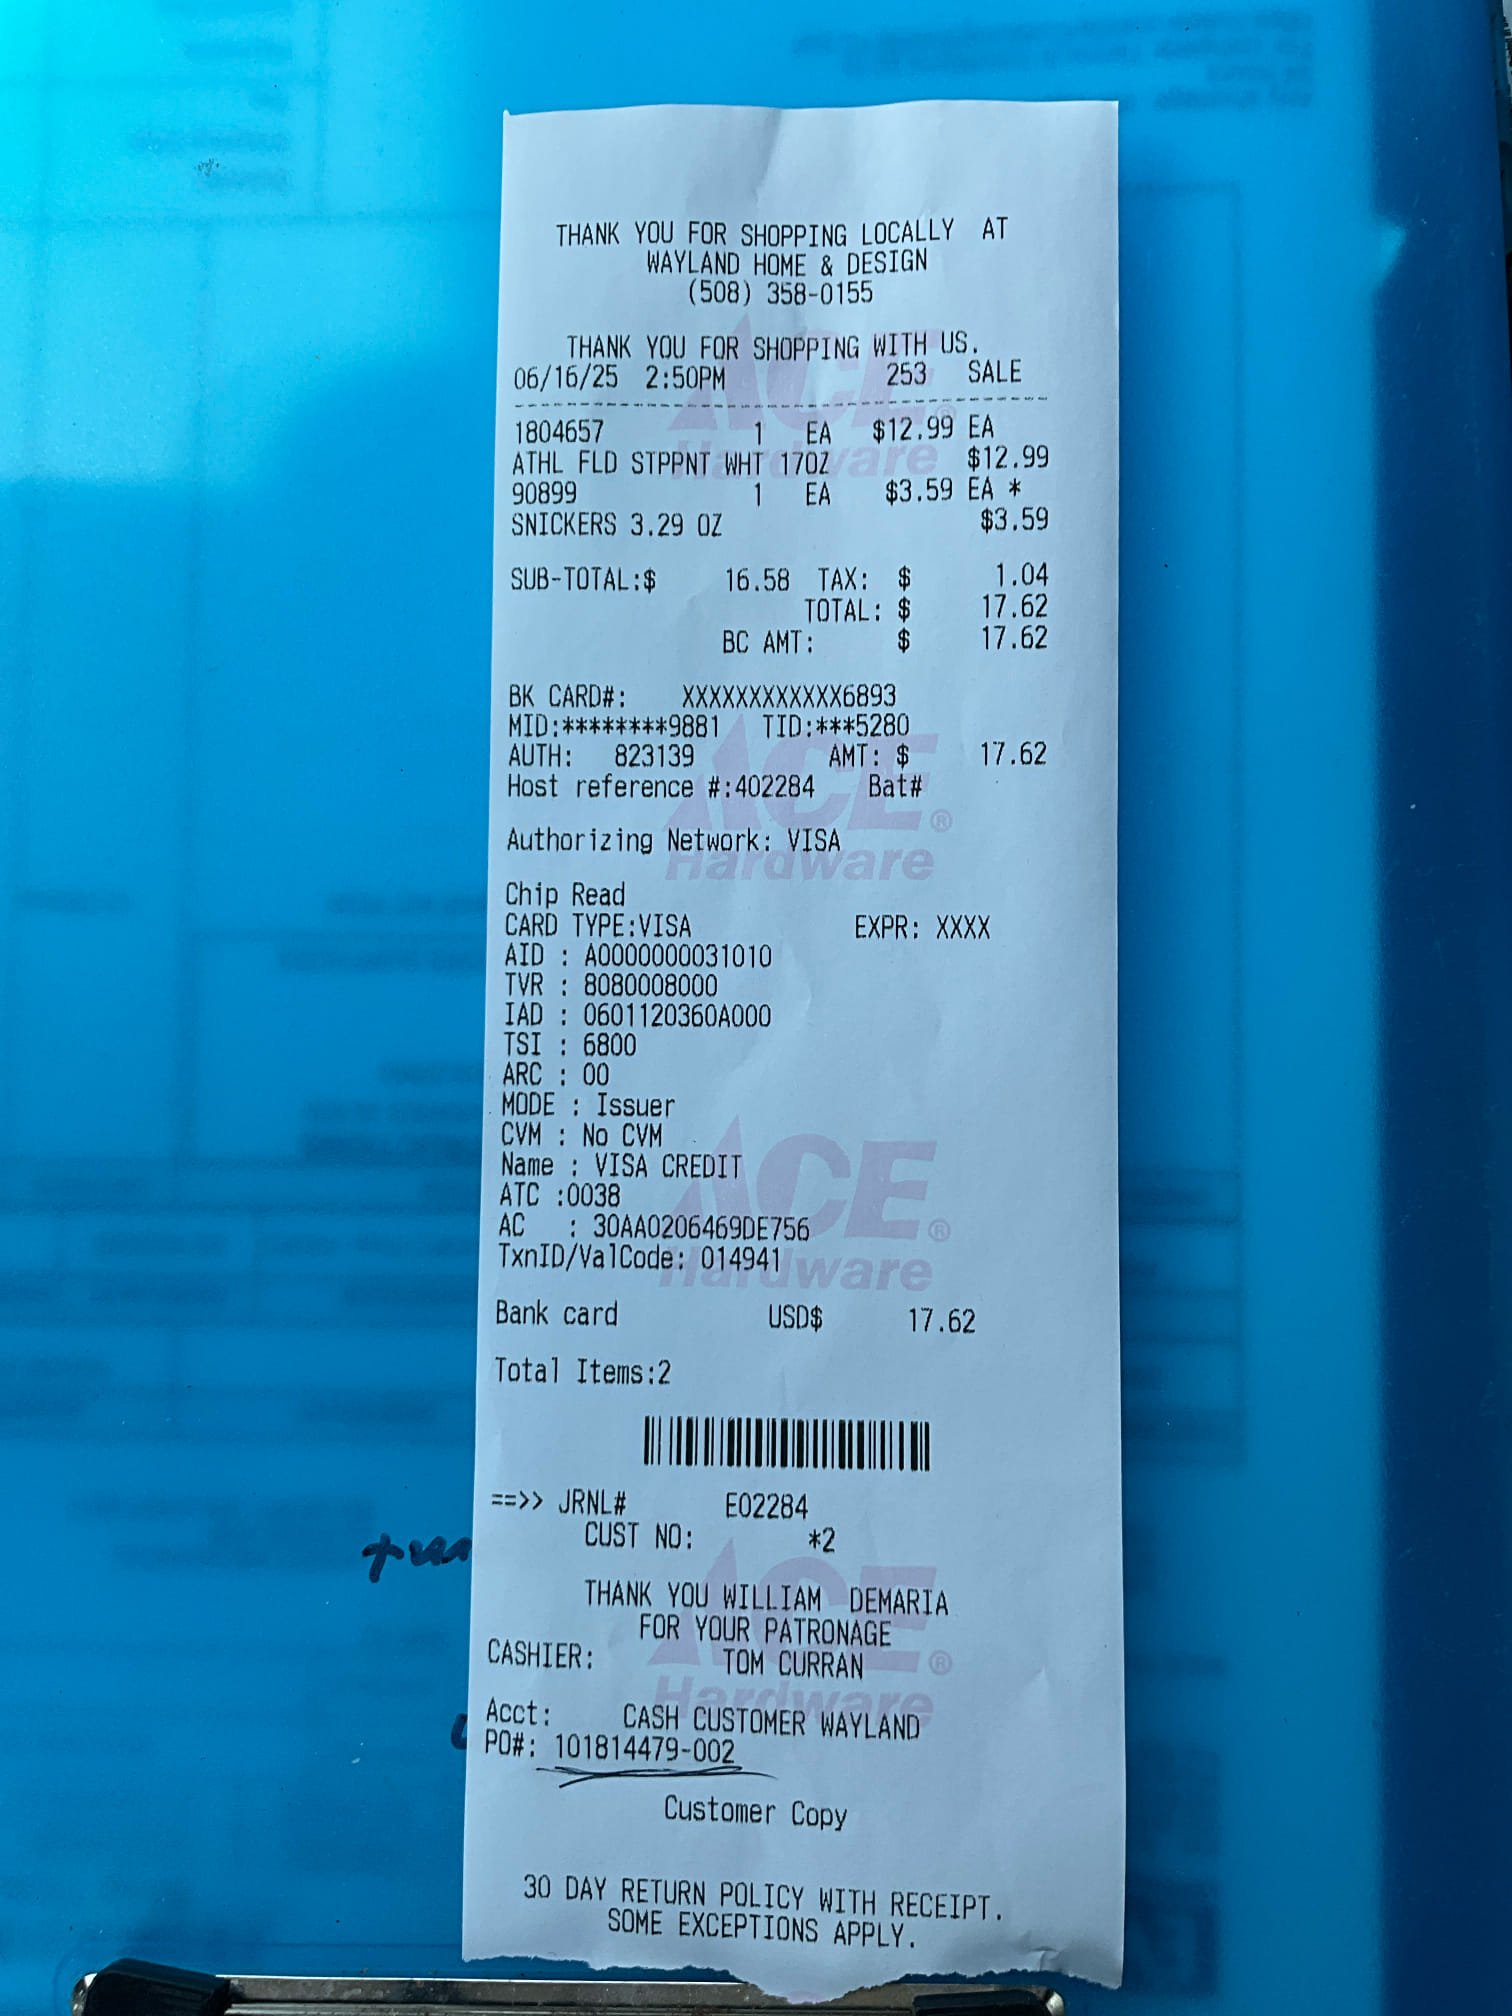 THANK YOU FOR SHOPPING LOCALLY AT
WAYLAND HOME & DESIGN
(508) 358-0155
THANK YOU FOR SHOPPING WITH US.
06/16/25 2:50PM 253 SALE
1804657 1 EA $12.99 EA
ATHL FLD STPPNT WHT 17OZ $12.99
90899 1 EA $3.59 EA *
SNICKERS 3.29 OZ $3.59
SUB-TOTAL:$ 16.58 TAX: $ 1.04
TOTAL: $ 17.62
BC AMT: $ 17.62
BK CARD#: XXXXXXXXXXXX6893
MID:********9881 TID:***5280
AUTH: 823139 AMT: $ 17.62
Host reference #:402284 Bat#
Authorizing Network: VISA
Chip Read
CARD TYPE:VISA EXPR: XXXX
AID : A0000000031010
TVR : 8080008000
IAD : 0601120360A000
TSI : 6800
ARC : 00
MODE : Issuer
CVM : No CVM
Name : VISA CREDIT
ATC :0038
AC : 30AA0206469DE756
TxnID/ValCode: 014941
Bank card USD$ 17.62
Total Items:2
==>> JRNL# E02284
CUST NO: *2
THANK YOU WILLIAM DEMARIA
FOR YOUR PATRONAGE
CASHIER: TOM CURRAN
Acct: CASH CUSTOMER WAYLAND
PO#: 101814479-002
Customer Copy
30 DAY RETURN POLICY WITH RECEIPT.
SOME EXCEPTIONS APPLY.
ACE
Hardware
ACE
Hardware
ACE
Hardware
ACE
Hardware